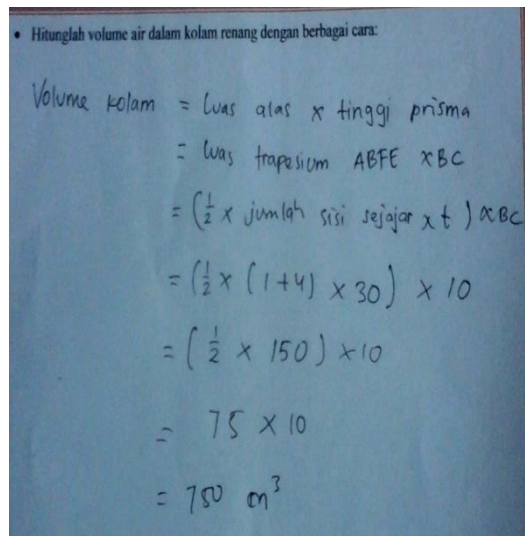 • Hitunglah volume air dalam kolam renang dengan berbagai cara:
Volume kolam = Luas alas x tinggi prisma
= luas trapesium ABFE x BC
= (1/2 x jumlah sisi sejajar x t) x BC
= (1/2 x (1+4) x 30) x 10
= (1/2 x 150) x 10
= 75 x 10
= 750 m³